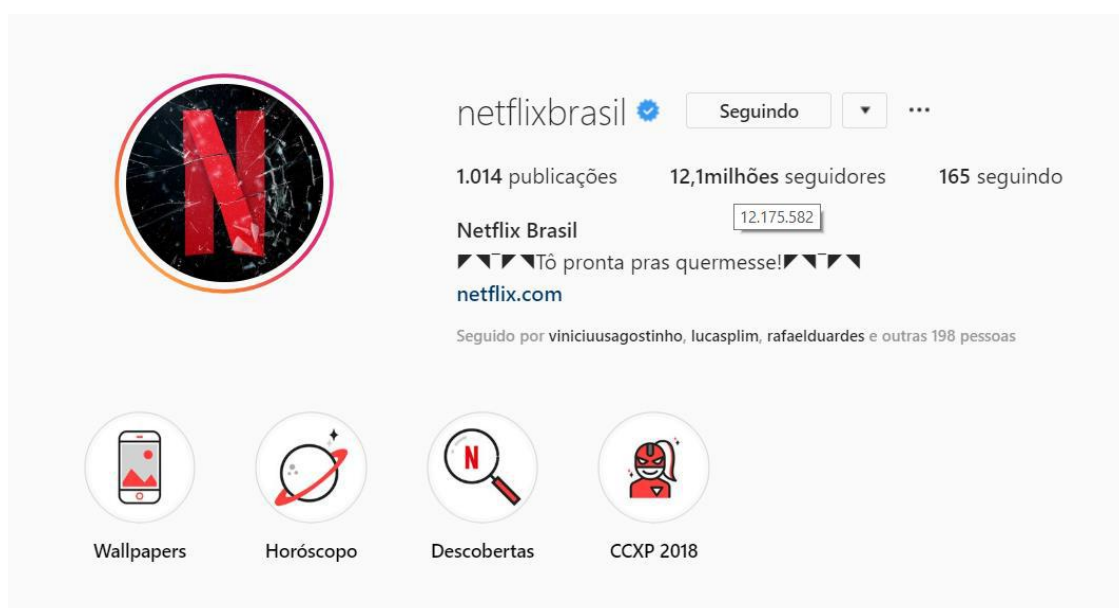 netflixbrasil Seguindo
1.014 publicações 12,1milhões seguidores 165 seguindo
12.175.582
Netflix Brasil
◤◥¯◤◥Tô pronta pras quermesse!◤◥¯◤◥
netflix.com
Seguido por viniciuusagostinho, lucasplim, rafaelduardes e outras 198 pessoas
N
N
Wallpapers Horóscopo Descobertas CCXP 2018